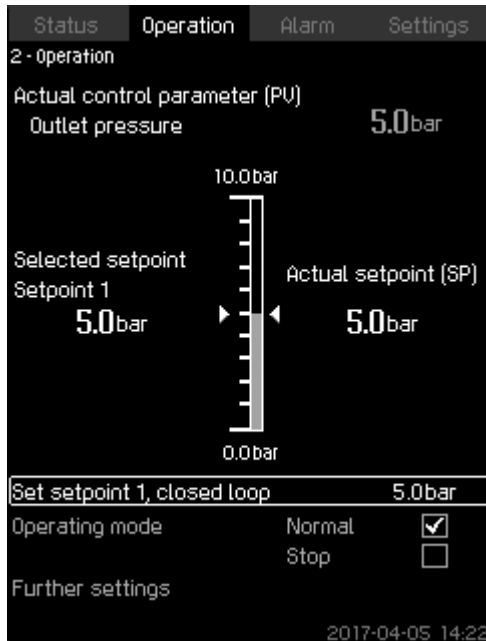 Status Operation Alarm Settings
2 - Operation
Actual control parameter (PV)
Outlet pressure 5.0bar
10.0bar
Selected setpoint
Setpoint 1
5.0bar
Actual setpoint (SP)
5.0bar
0.0bar
Set setpoint 1, closed loop 5.0bar
Operating mode Normal
Stop
Further settings
2017-04-05 14:22